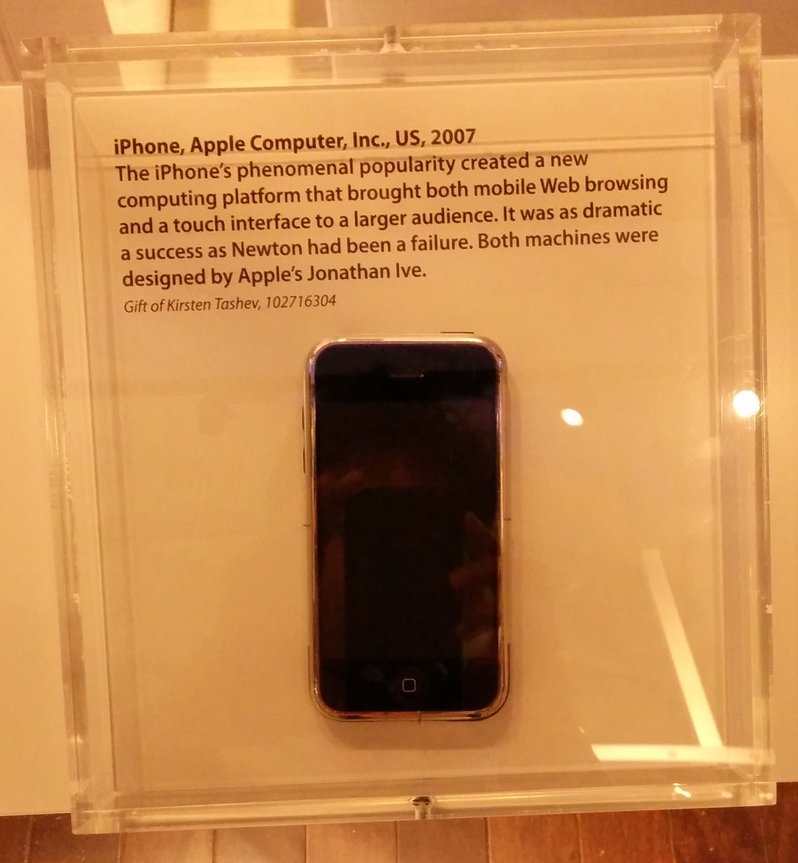 iPhone, Apple Computer, Inc., US, 2007
The iPhone's phenomenal popularity created a new
computing platform that brought both mobile Web browsing
and a touch interface to a larger audience. It was as dramatic
a success as Newton had been a failure. Both machines were
designed by Apple's Jonathan Ive.
Gift of Kirsten Tashev, 102716304